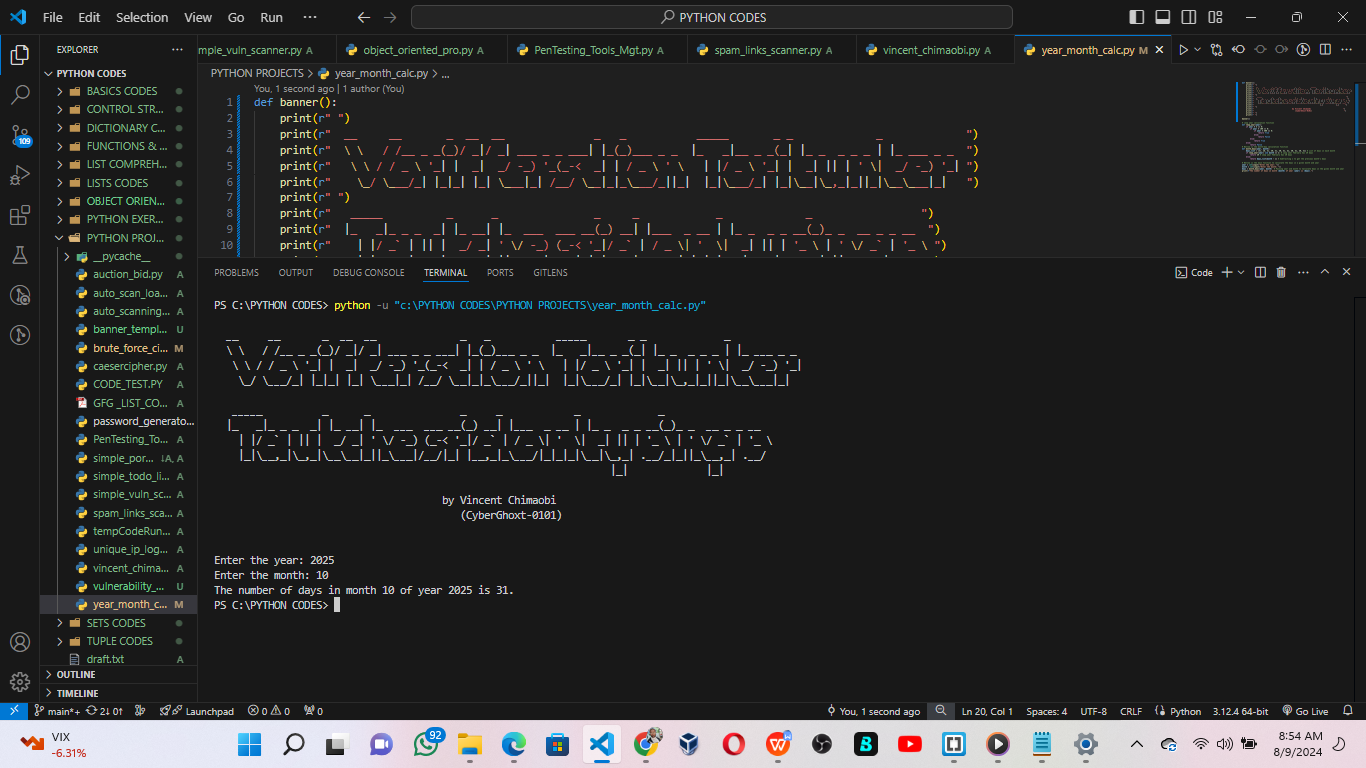 File Edit Selection View Go Run ···
PYTHON CODES
EXPLORER
PYTHON CODES
BASICS CODES
CONTROL STR...
DICTIONARY C...
FUNCTIONS & ...
LIST COMPREH...
LISTS CODES
OBJECT ORIEN...
PYTHON EXER...
PYTHON PROJ...
__pycache__
auction_bid.py A
auto_scan_loa... A
auto_scanning... A
banner_templ... U
brute_force_ci... M
caesercipher.py A
CODE_TEST.PY A
GFG _LIST_CO... A
password_generato...
PenTesting_To... A
simple_por... ↓A, A
simple_todo_li... A
simple_vuln_sc... A
spam_links_sca... A
tempCodeRun... A
unique_ip_log... A
vincent_chima... A
vulnerability_... U
year_month_c... M
SETS CODES
TUPLE CODES
draft.txt A
OUTLINE
TIMELINE
109
mple_vuln_scanner.py A
object_oriented_pro.py A
PenTesting_Tools_Mgt.py A
spam_links_scanner.py A
vincent_chimaobi.py A
year_month_calc.py M
PYTHON PROJECTS > year_month_calc.py > ...
You, 1 second ago | 1 author (You)
1 def banner():
2 print(r" ")
3 print(r" ")
4 print(r" ")
5 print(r" ")
6 print(r" ")
7 print(r" ")
8 print(r" ")
9 print(r" ")
10 print(r" ")
PROBLEMS OUTPUT DEBUG CONSOLE TERMINAL PORTS GITLENS
Code
PS C:\PYTHON CODES> python -u "c:\PYTHON CODES\PYTHON PROJECTS\year_month_calc.py"
by Vincent Chimaobi
(CyberGhoxt-0101)
Enter the year: 2025
Enter the month: 10
The number of days in month 10 of year 2025 is 31.
PS C:\PYTHON CODES>
main*+ 2↓ 0↑ Launchpad 0 0 0
You, 1 second ago Ln 20, Col 1 Spaces: 4 UTF-8 CRLF Python 3.12.4 64-bit Go Live
VIX
-6.31%
92
8:54 AM
8/9/2024